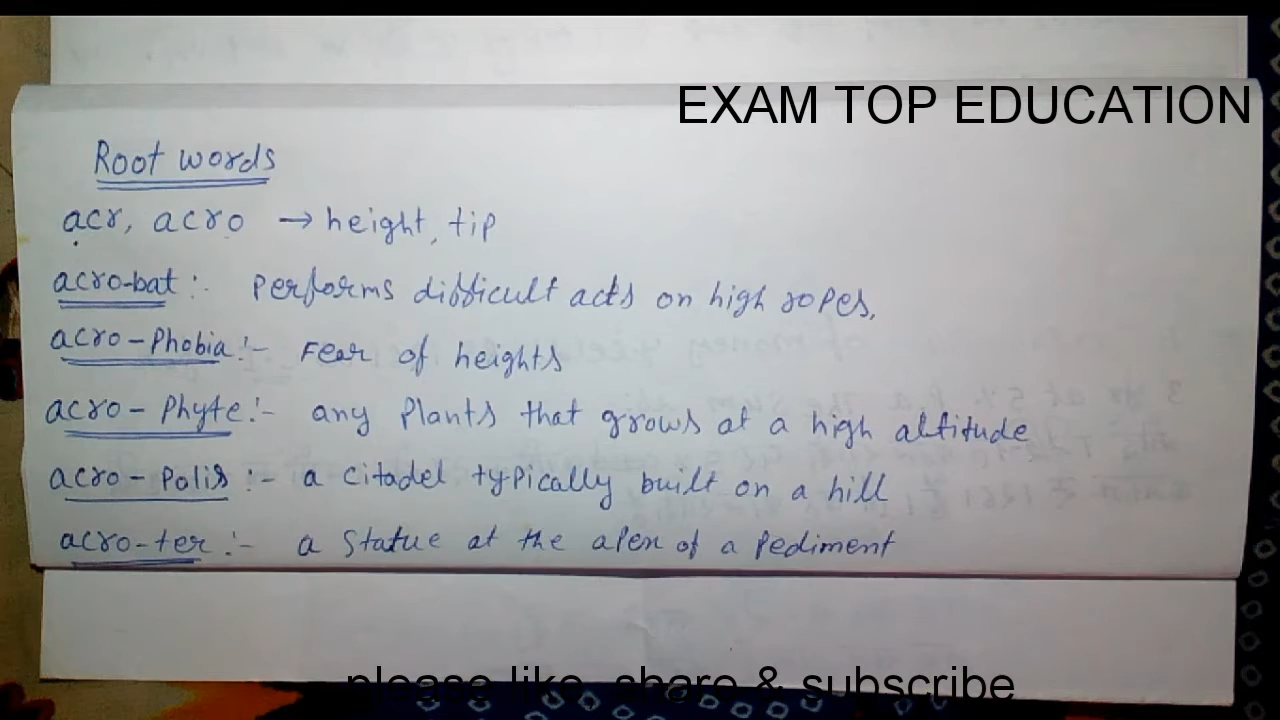 EXAM TOP EDUCATION
Root words
acr, acro → height, tip
acro-bat :- performs difficult acts on high ropes.
acro-Phobia :- Fear of heights
acro-Phyte :- any plants that grows at a high altitude
acro-Polis :- a citadel typically built on a hill
acro-ter :- a statue at the apex of a pediment
please like, share & subscribe